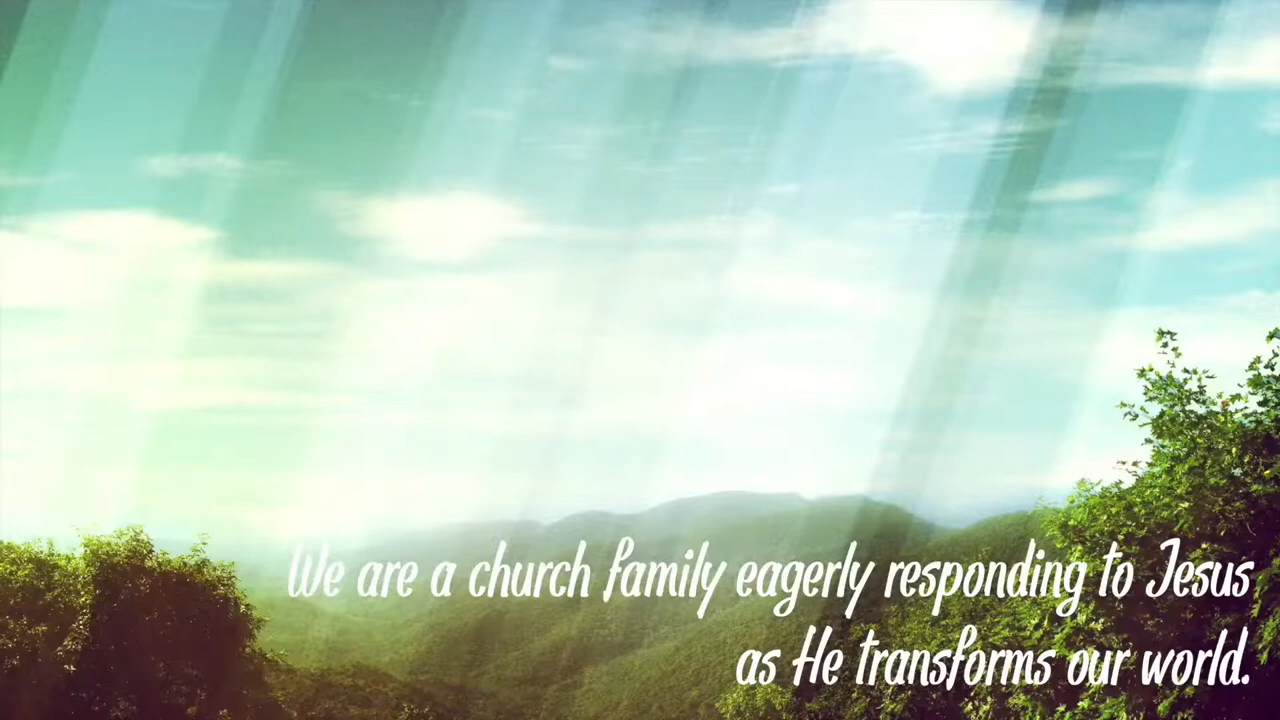 We are a church family eagerly responding to Jesus
as He transforms our world.